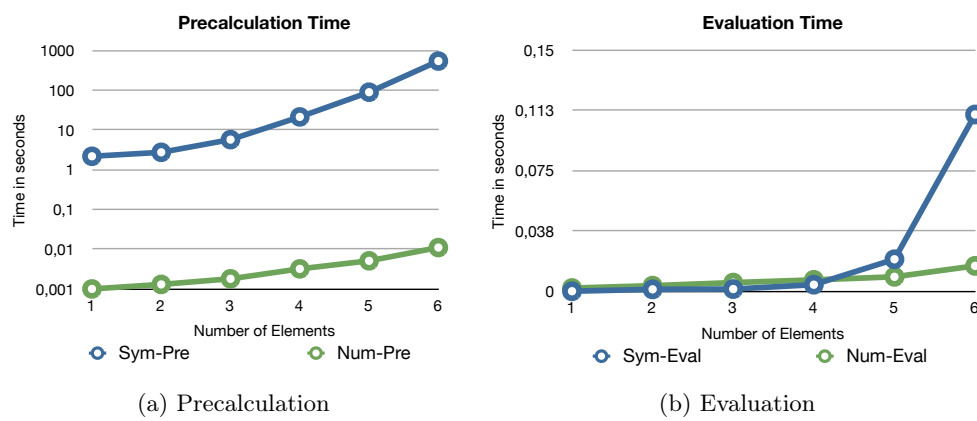 Precalculation Time
1000
100
10
1
0,1
0,01
0,001
Time in seconds
1 2 3 4 5 6
Number of Elements
Sym-Pre Num-Pre
(a) Precalculation
Evaluation Time
0,15
0,113
0,075
0,038
0
Time in seconds
1 2 3 4 5 6
Number of Elements
Sym-Eval Num-Eval
(b) Evaluation